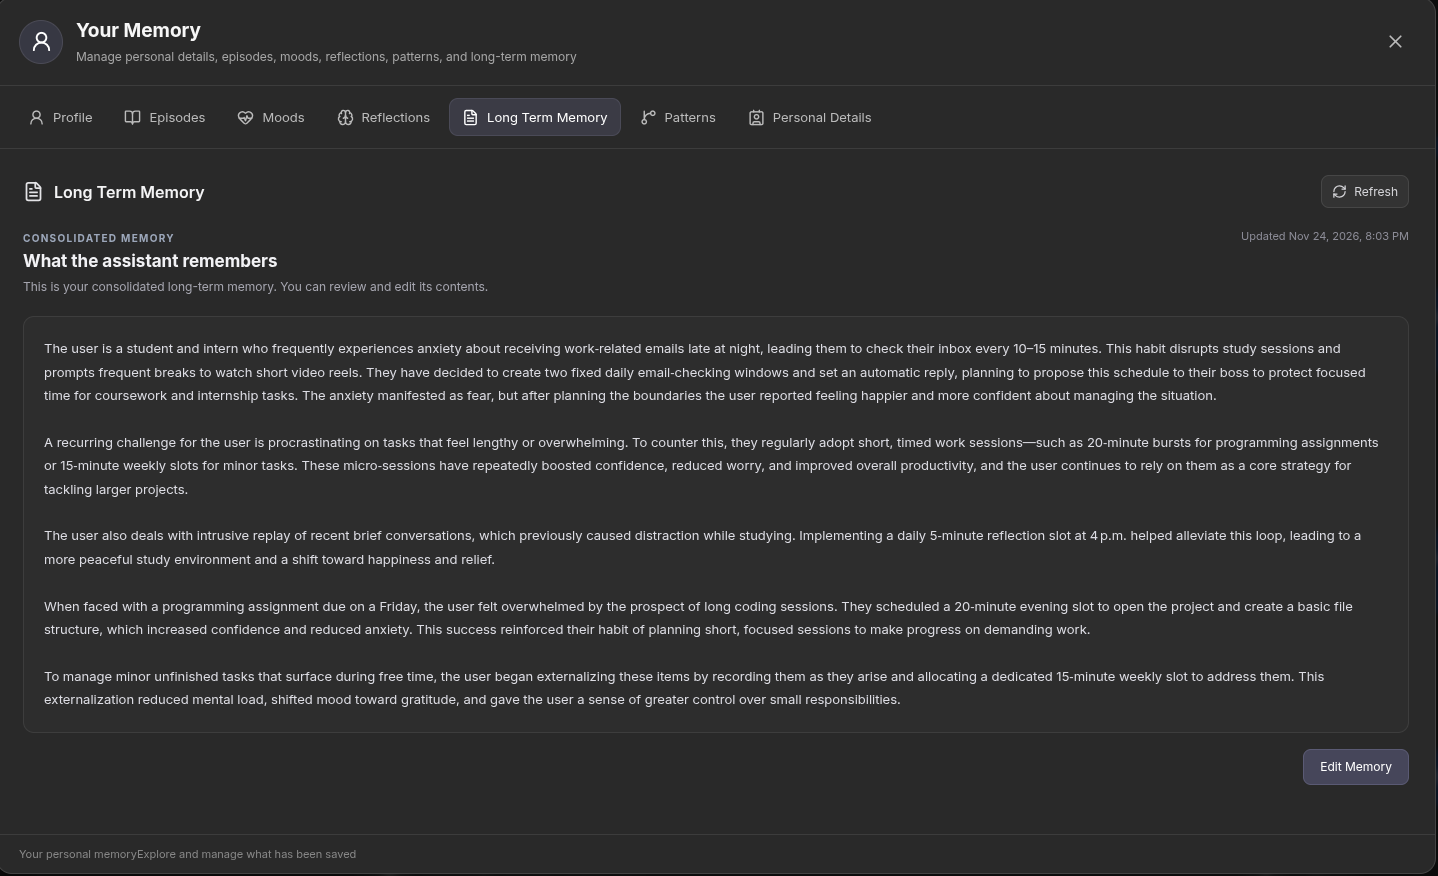 Your Memory
Manage personal details, episodes, moods, reflections, patterns, and long-term memory
Profile
Episodes
Moods
Reflections
Long Term Memory
Patterns
Personal Details
Long Term Memory
Refresh
CONSOLIDATED MEMORY
Updated Nov 24, 2026, 8:03 PM
What the assistant remembers
This is your consolidated long-term memory. You can review and edit its contents.
The user is a student and intern who frequently experiences anxiety about receiving work-related emails late at night, leading them to check their inbox every 10–15 minutes. This habit disrupts study sessions and
prompts frequent breaks to watch short video reels. They have decided to create two fixed daily email-checking windows and set an automatic reply, planning to propose this schedule to their boss to protect focused
time for coursework and internship tasks. The anxiety manifested as fear, but after planning the boundaries the user reported feeling happier and more confident about managing the situation.
A recurring challenge for the user is procrastinating on tasks that feel lengthy or overwhelming. To counter this, they regularly adopt short, timed work sessions—such as 20-minute bursts for programming assignments
or 15-minute weekly slots for minor tasks. These micro-sessions have repeatedly boosted confidence, reduced worry, and improved overall productivity, and the user continues to rely on them as a core strategy for
tackling larger projects.
The user also deals with intrusive replay of recent brief conversations, which previously caused distraction while studying. Implementing a daily 5-minute reflection slot at 4 p.m. helped alleviate this loop, leading to a
more peaceful study environment and a shift toward happiness and relief.
When faced with a programming assignment due on a Friday, the user felt overwhelmed by the prospect of long coding sessions. They scheduled a 20-minute evening slot to open the project and create a basic file
structure, which increased confidence and reduced anxiety. This success reinforced their habit of planning short, focused sessions to make progress on demanding work.
To manage minor unfinished tasks that surface during free time, the user began externalizing these items by recording them as they arise and allocating a dedicated 15-minute weekly slot to address them. This
externalization reduced mental load, shifted mood toward gratitude, and gave the user a sense of greater control over small responsibilities.
Edit Memory
Your personal memoryExplore and manage what has been saved